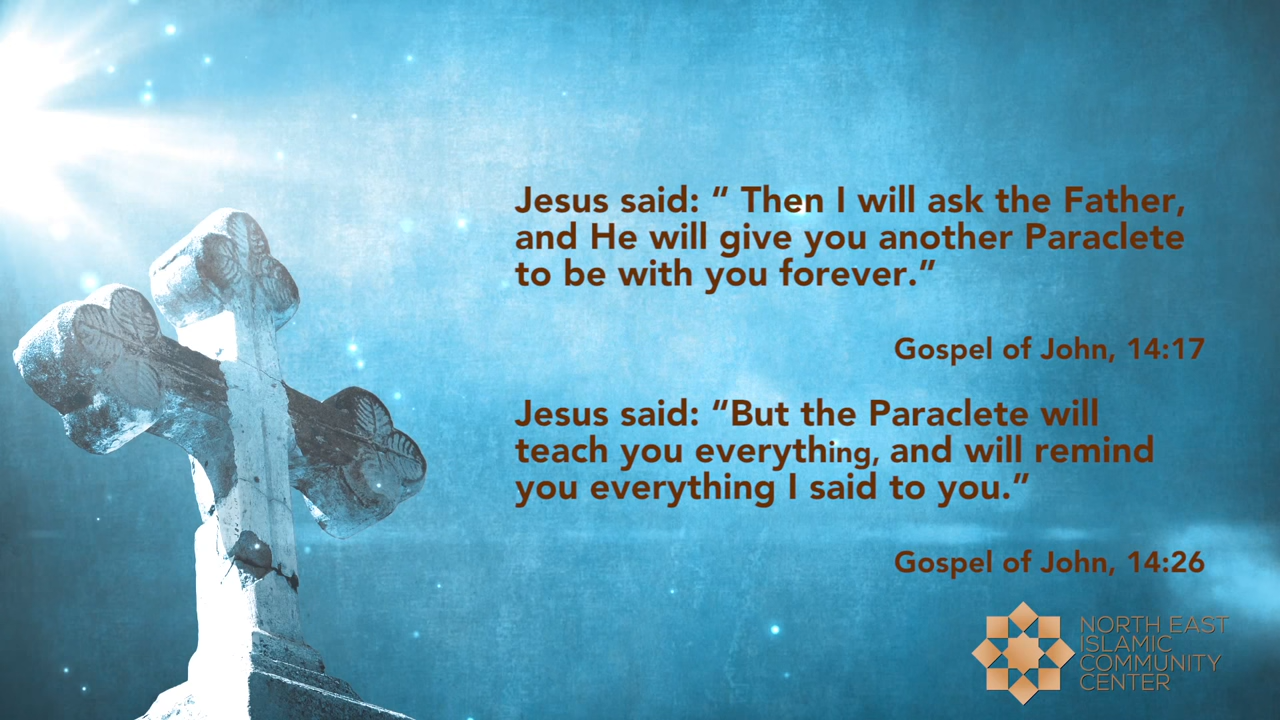 Jesus said: “ Then I will ask the Father,
and He will give you another Paraclete
to be with you forever.”
Gospel of John, 14:17
Jesus said: “But the Paraclete will
teach you everything, and will remind
you everything I said to you.”
Gospel of John, 14:26
NORTH EAST
ISLAMIC
COMMUNITY
CENTER